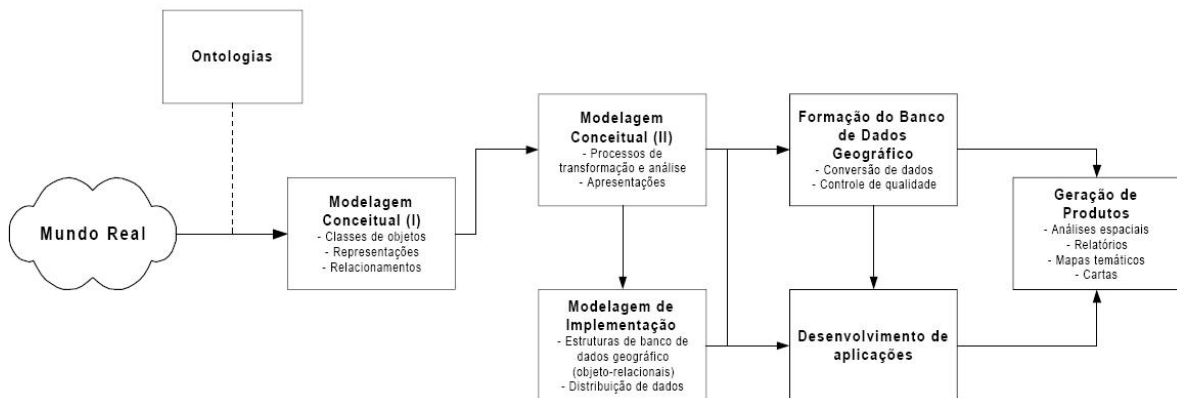 Ontologias
Mundo Real
Modelagem
Conceitual (I)
- Classes de objetos
- Representações
- Relacionamentos
Modelagem
Conceitual (II)
- Processos de
transformação e análise
- Apresentações
Modelagem de
Implementação
- Estruturas de banco de
dados geográfico
(objeto-relacionais)
- Distribuição de dados
Formação do Banco
de Dados
Geográfico
- Conversão de dados
- Controle de qualidade
Desenvolvimento de
aplicações
Geração de
Produtos
- Análises espaciais
- Relatórios
- Mapas temáticos
- Cartas